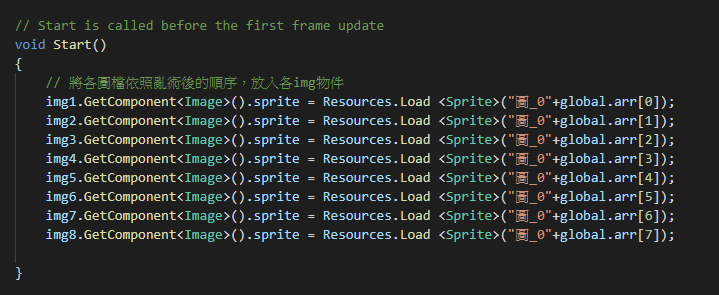 // Start is called before the first frame update
void Start()
{
// 將各圖檔依照亂術後的順序，放入各img物件
img1.GetComponent<Image>().sprite = Resources.Load <Sprite>("圖_0"+global.arr[0]);
img2.GetComponent<Image>().sprite = Resources.Load <Sprite>("圖_0"+global.arr[1]);
img3.GetComponent<Image>().sprite = Resources.Load <Sprite>("圖_0"+global.arr[2]);
img4.GetComponent<Image>().sprite = Resources.Load <Sprite>("圖_0"+global.arr[3]);
img5.GetComponent<Image>().sprite = Resources.Load <Sprite>("圖_0"+global.arr[4]);
img6.GetComponent<Image>().sprite = Resources.Load <Sprite>("圖_0"+global.arr[5]);
img7.GetComponent<Image>().sprite = Resources.Load <Sprite>("圖_0"+global.arr[6]);
img8.GetComponent<Image>().sprite = Resources.Load <Sprite>("圖_0"+global.arr[7]);
}